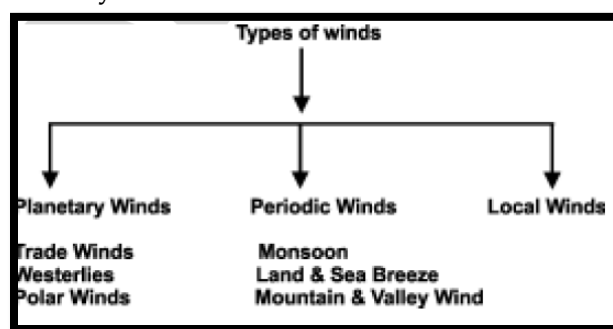 Types of winds
Planetary Winds Periodic Winds Local Winds
Trade Winds Monsoon
Westerlies Land & Sea Breeze
Polar Winds Mountain & Valley Wind